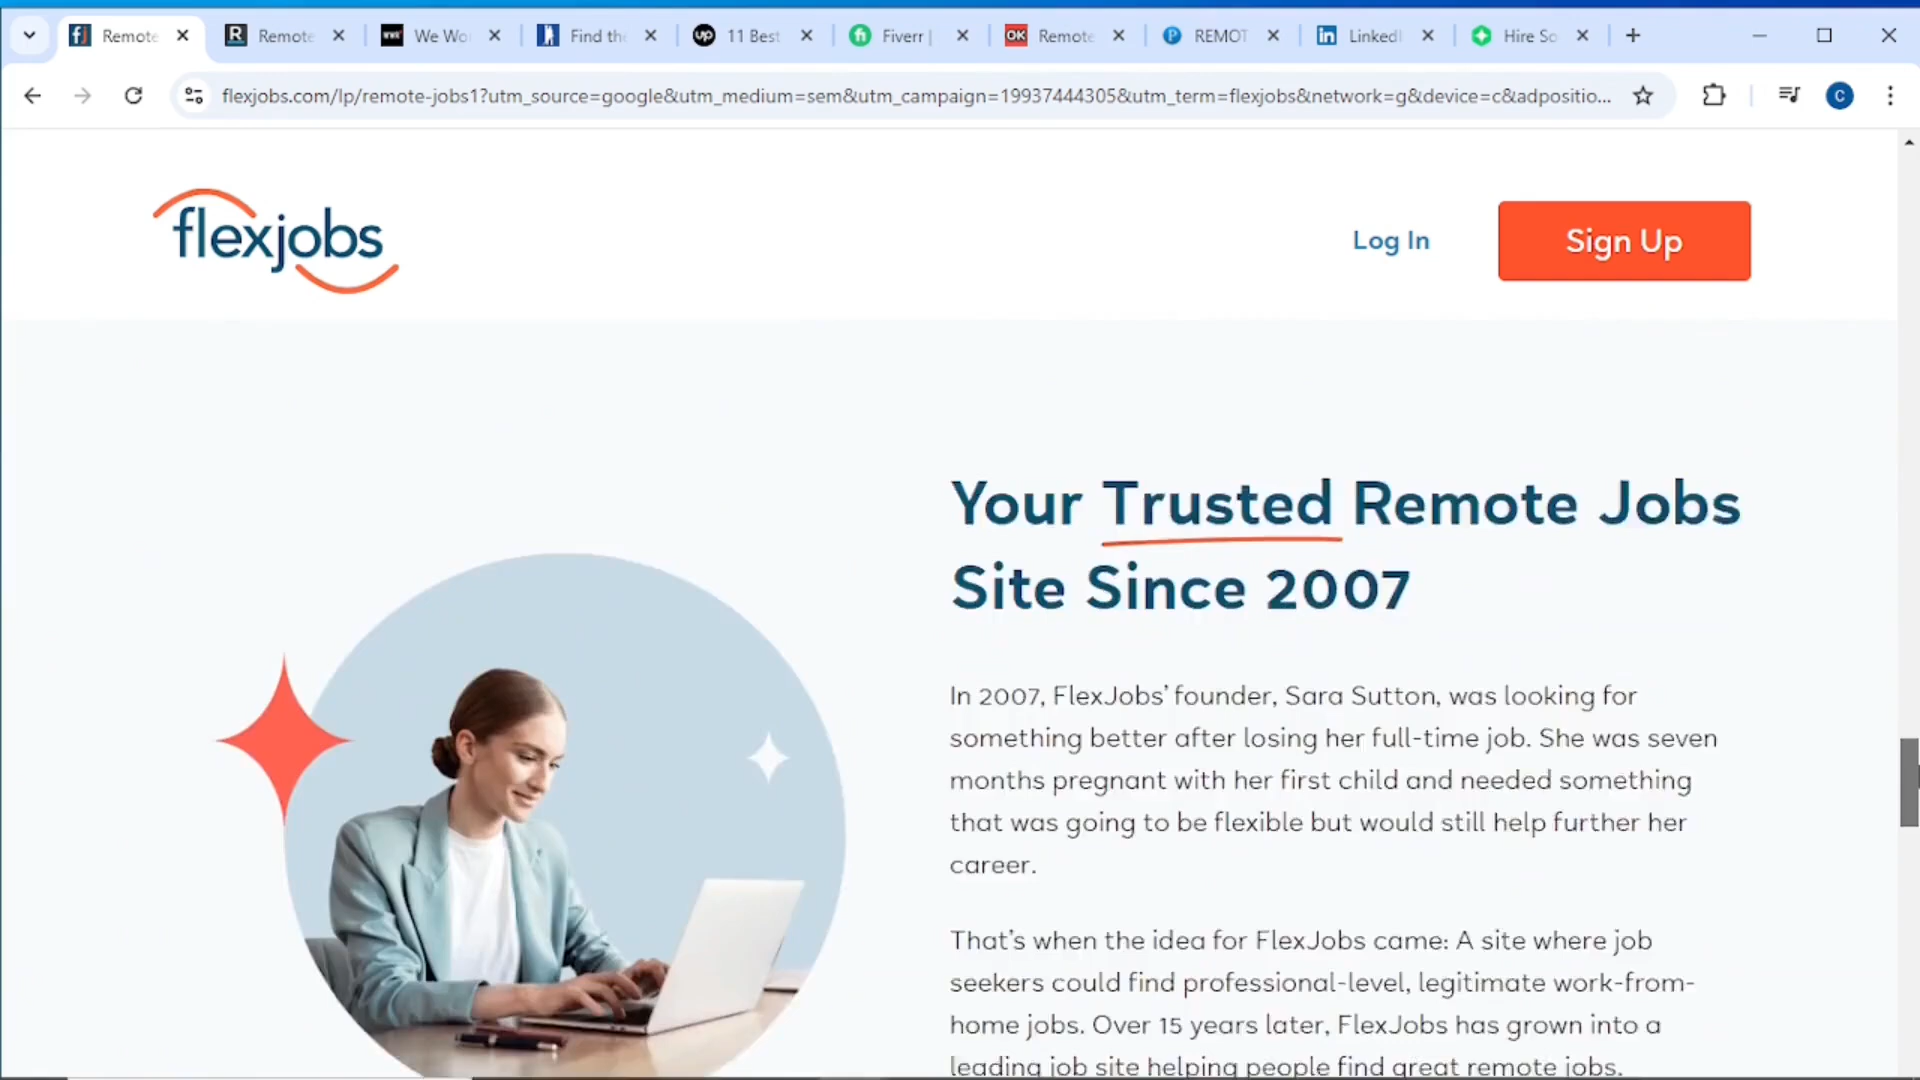 Remote
Remote
We Wo
Find the
11 Best
Fiverr |
Remote
REMOT
LinkedI
Hire So
flexjobs.com/lp/remote-jobs1?utm_source=google&utm_medium=sem&utm_campaign=19937444305&utm_term=flexjobs&network=g&device=c&adpositio...
C
flexjobs
Log In
Sign Up
Your Trusted Remote Jobs
Site Since 2007
In 2007, FlexJobs’ founder, Sara Sutton, was looking for
something better after losing her full-time job. She was seven
months pregnant with her first child and needed something
that was going to be flexible but would still help further her
career.
That’s when the idea for FlexJobs came: A site where job
seekers could find professional-level, legitimate work-from-
home jobs. Over 15 years later, FlexJobs has grown into a
leading job site helping people find great remote jobs.